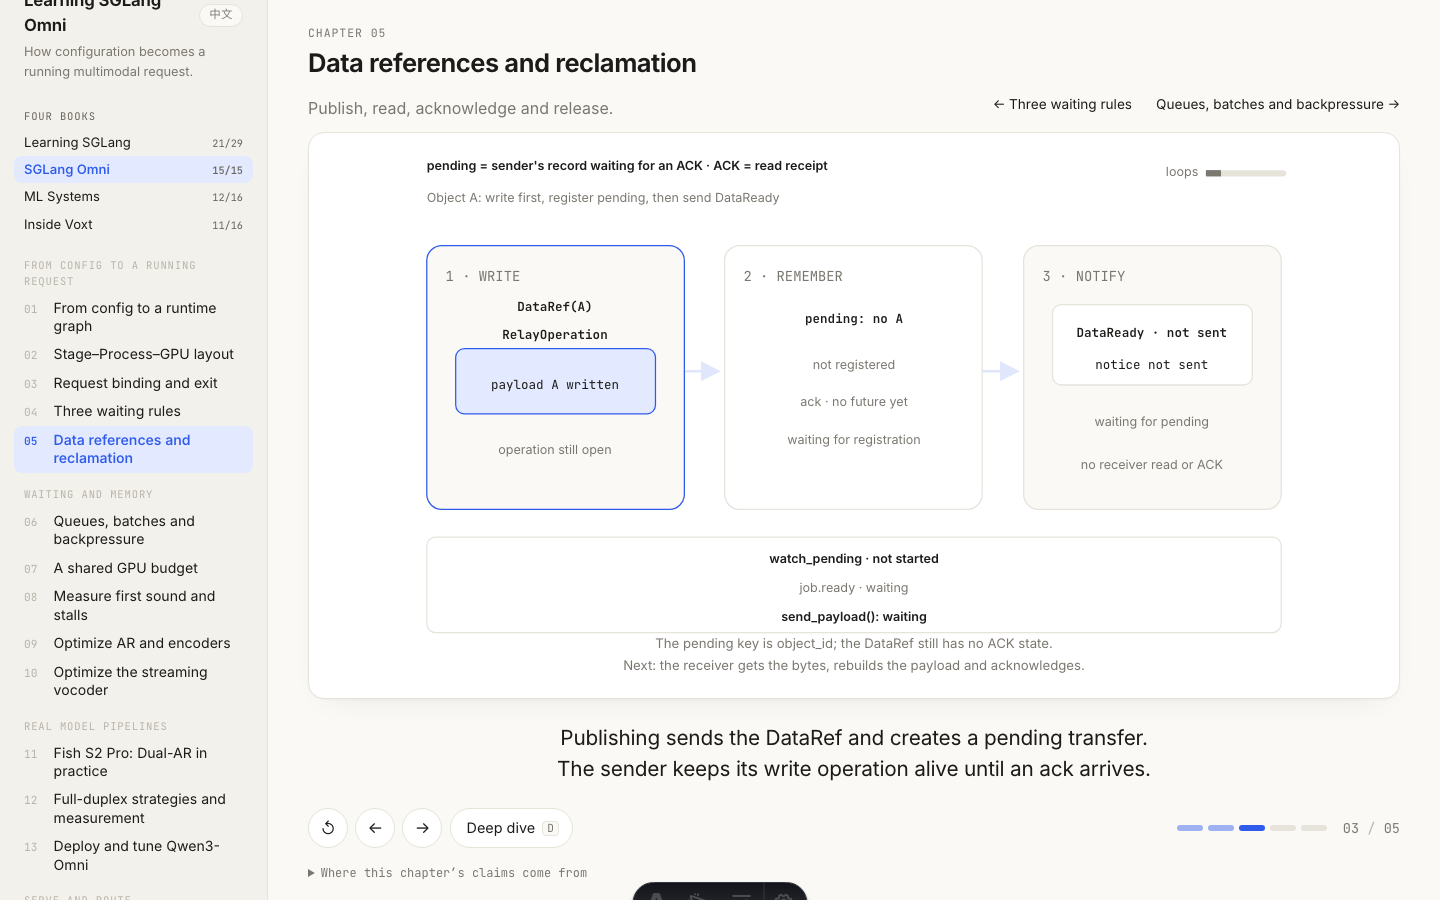 Learning SGLang
Omni
中文
How configuration becomes a
running multimodal request.
FOUR BOOKS
Learning SGLang 21/29
SGLang Omni 15/15
ML Systems 12/16
Inside Voxt 11/16
FROM CONFIG TO A RUNNING
REQUEST
01 From config to a runtime
graph
02 Stage–Process–GPU layout
03 Request binding and exit
04 Three waiting rules
05 Data references and
reclamation
WAITING AND MEMORY
06 Queues, batches and
backpressure
07 A shared GPU budget
08 Measure first sound and
stalls
09 Optimize AR and encoders
10 Optimize the streaming
vocoder
REAL MODEL PIPELINES
11 Fish S2 Pro: Dual-AR in
practice
12 Full-duplex strategies and
measurement
13 Deploy and tune Qwen3-
Omni
SERVE AND ROUTE
CHAPTER 05
Data references and reclamation
Publish, read, acknowledge and release.
← Three waiting rules Queues, batches and backpressure →
pending = sender's record waiting for an ACK · ACK = read receipt
loops
Object A: write first, register pending, then send DataReady
1 · WRITE
DataRef(A)
RelayOperation
payload A written
operation still open
2 · REMEMBER
pending: no A
not registered
ack · no future yet
waiting for registration
3 · NOTIFY
DataReady · not sent
notice not sent
waiting for pending
no receiver read or ACK
watch_pending · not started
job.ready · waiting
send_payload(): waiting
The pending key is object_id; the DataRef still has no ACK state.
Next: the receiver gets the bytes, rebuilds the payload and acknowledges.
Publishing sends the DataRef and creates a pending transfer.
The sender keeps its write operation alive until an ack arrives.
Deep dive D
03 / 05
▶ Where this chapter's claims come from